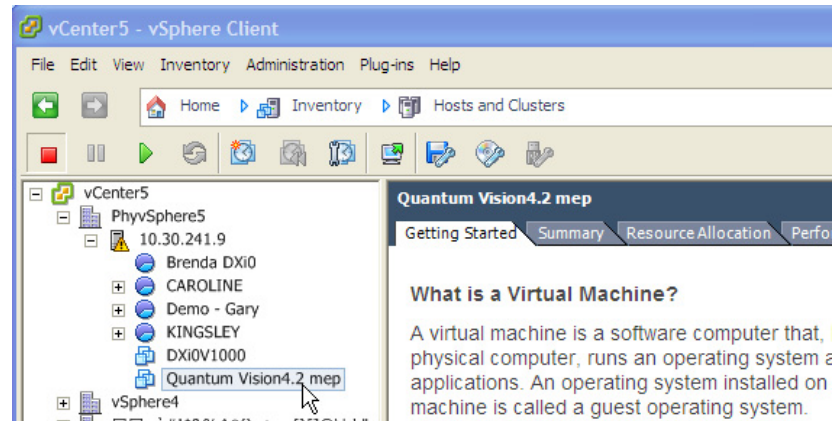 vCenter5 - vSphere Client
File Edit View Inventory Administration Plug-ins Help
Home Inventory Hosts and Clusters
vCenter5
PhyvSphere5
10.30.241.9
Brenda DXi0
CAROLINE
Demo - Gary
KINGSLEY
DXi0V1000
Quantum Vision4.2 mep
vSphere4
Quantum Vision4.2 mep
Getting Started Summary Resource Allocation
What is a Virtual Machine?
A virtual machine is a software computer that,
physical computer, runs an operating system a
applications. An operating system installed on
machine is called a guest operating system.